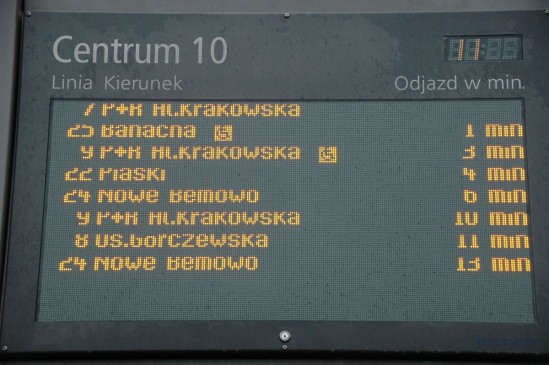 Centrum 10
11
Linia Kierunek Odjazd w min.
7 P+R Al.Krakowska
25 Banacha 1 min
9 P+R Al.Krakowska 3 min
22 Piaski 4 min
24 Nowe Bemowo 6 min
9 P+R Al.Krakowska 10 min
8 Os.Górczewska 11 min
24 Nowe Bemowo 13 min